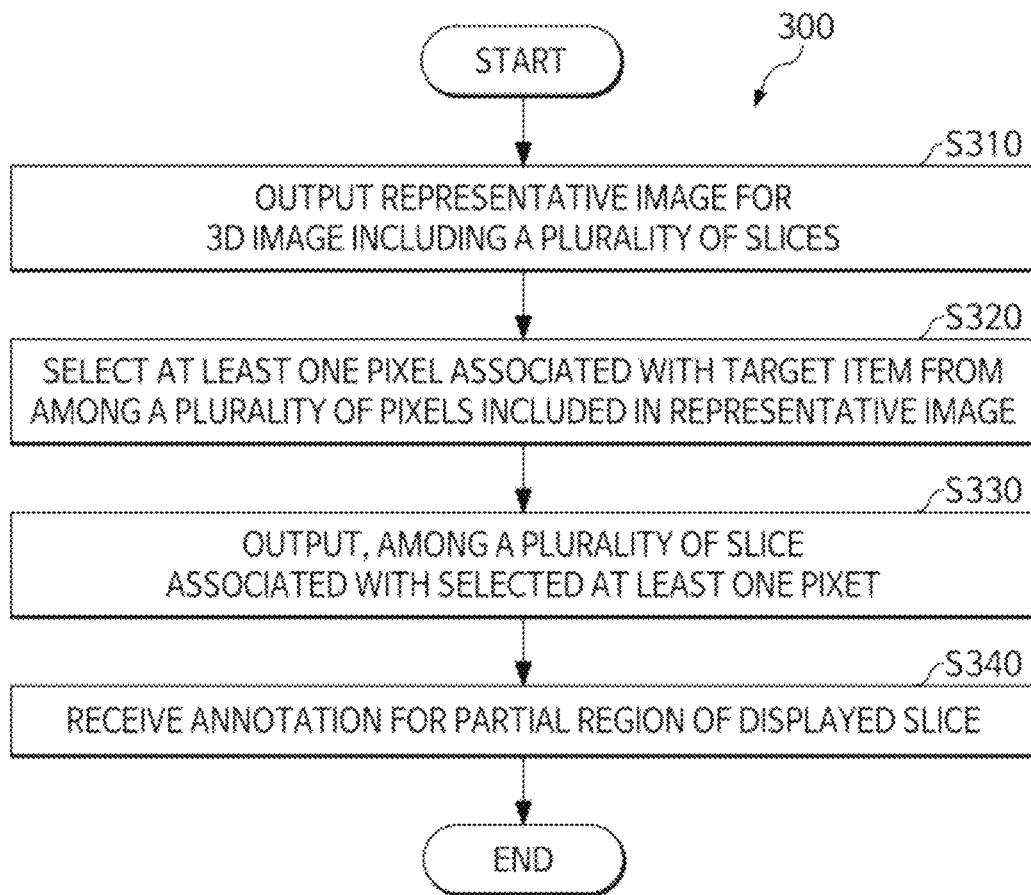 300
START
S310
OUTPUT REPRESENTATIVE IMAGE FOR
3D IMAGE INCLUDING A PLURALITY OF SLICES
S320
SELECT AT LEAST ONE PIXEL ASSOCIATED WITH TARGET ITEM FROM
AMONG A PLURALITY OF PIXELS INCLUDED IN REPRESENTATIVE IMAGE
S330
OUTPUT, AMONG A PLURALITY OF SLICE
ASSOCIATED WITH SELECTED AT LEAST ONE PIXET
S340
RECEIVE ANNOTATION FOR PARTIAL REGION OF DISPLAYED SLICE
END